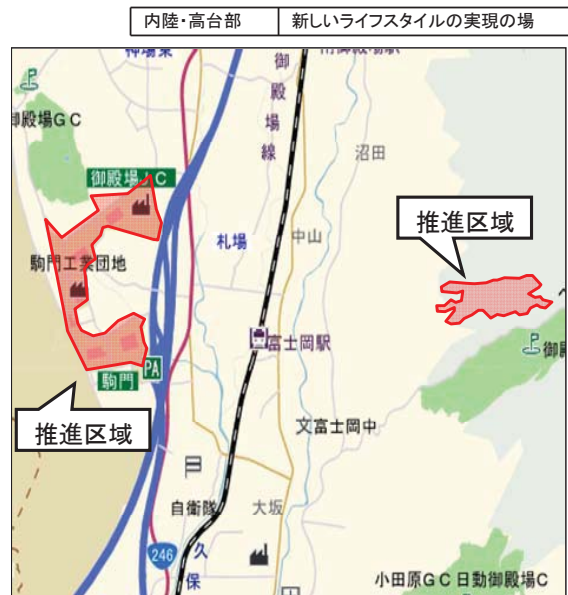 内陸・高台部 新しいライフスタイルの実現の場
御殿場線
沼田
御殿場GC
御殿場JC
推進区域
札場
中山
駒門工業団地
富士岡駅
駒門
PA
推進区域
文富士岡中
自衛隊
大坂
246
久保
小田原GC日動御殿場C